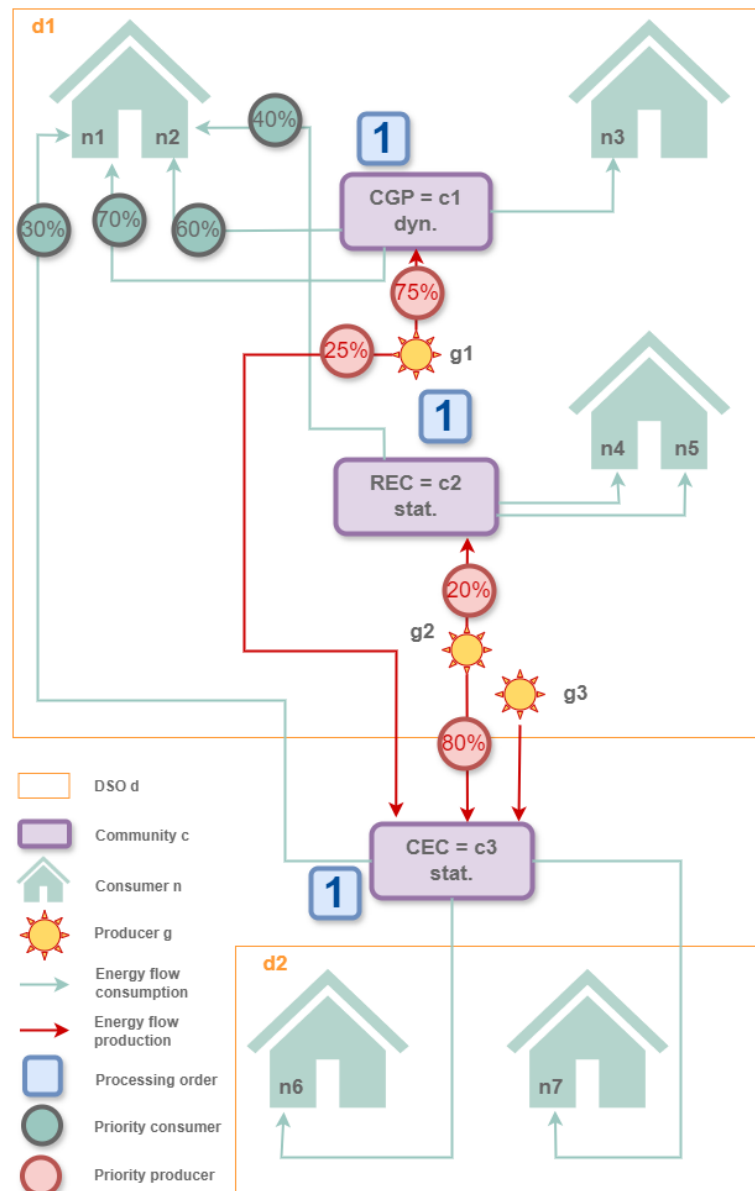 d1
n1
n2
40%
1
n3
30%
70%
60%
CGP = c1
dyn.
75%
25%
g1
1
n4
n5
REC = c2
stat.
20%
g2
g3
80%
DSO d
Community c
Consumer n
Producer g
Energy flow
consumption
Energy flow
production
Processing order
Priority consumer
Priority producer
CEC = c3
stat.
1
d2
n6
n7